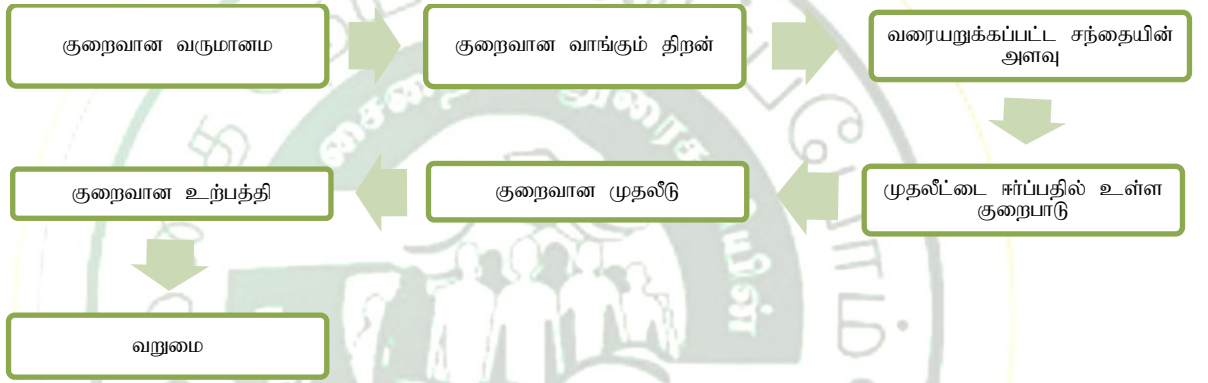 குறைவான வருமானம
குறைவான வாங்கும் திறன்
வரையறுக்கப்பட்ட சந்தையின்
அளவு
முதலீட்டை ஈர்ப்பதில் உள்ள
குறைபாடு
குறைவான முதலீடு
குறைவான உற்பத்தி
வறுமை